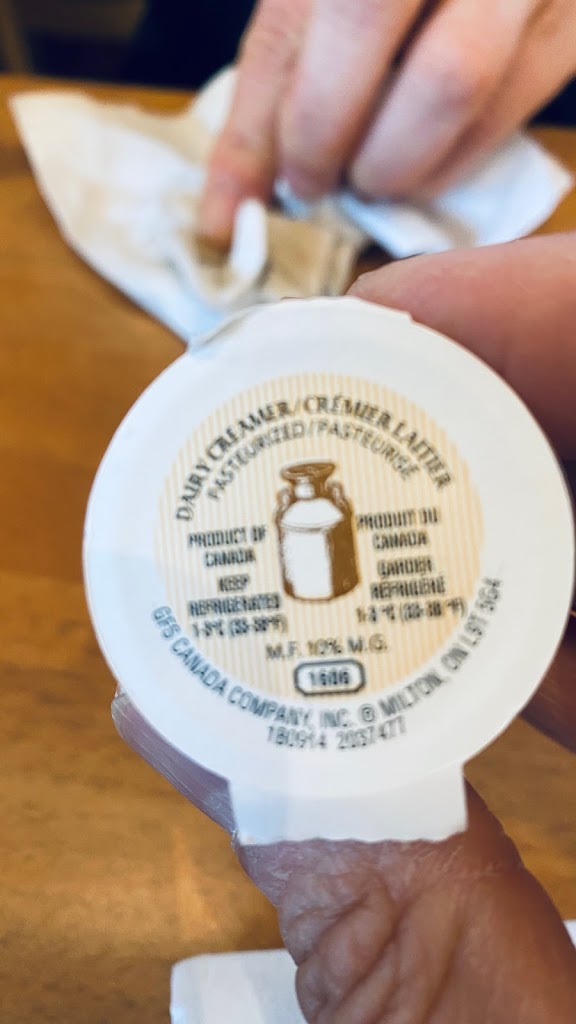 DAIRY CREAMER/CRÉMIER LAITIER
PASTEURIZED/PASTEURISÉ
PRODUCT OF
CANADA
KEEP
REFRIGERATED
PRODUIT DU
CANADA
GARDER
RÉFRIGÉRÉ
M.F. 10% M.G.
1606
GFS CANADA COMPANY, INC. © MILTON, ON L9T 5G4
180914 2037477